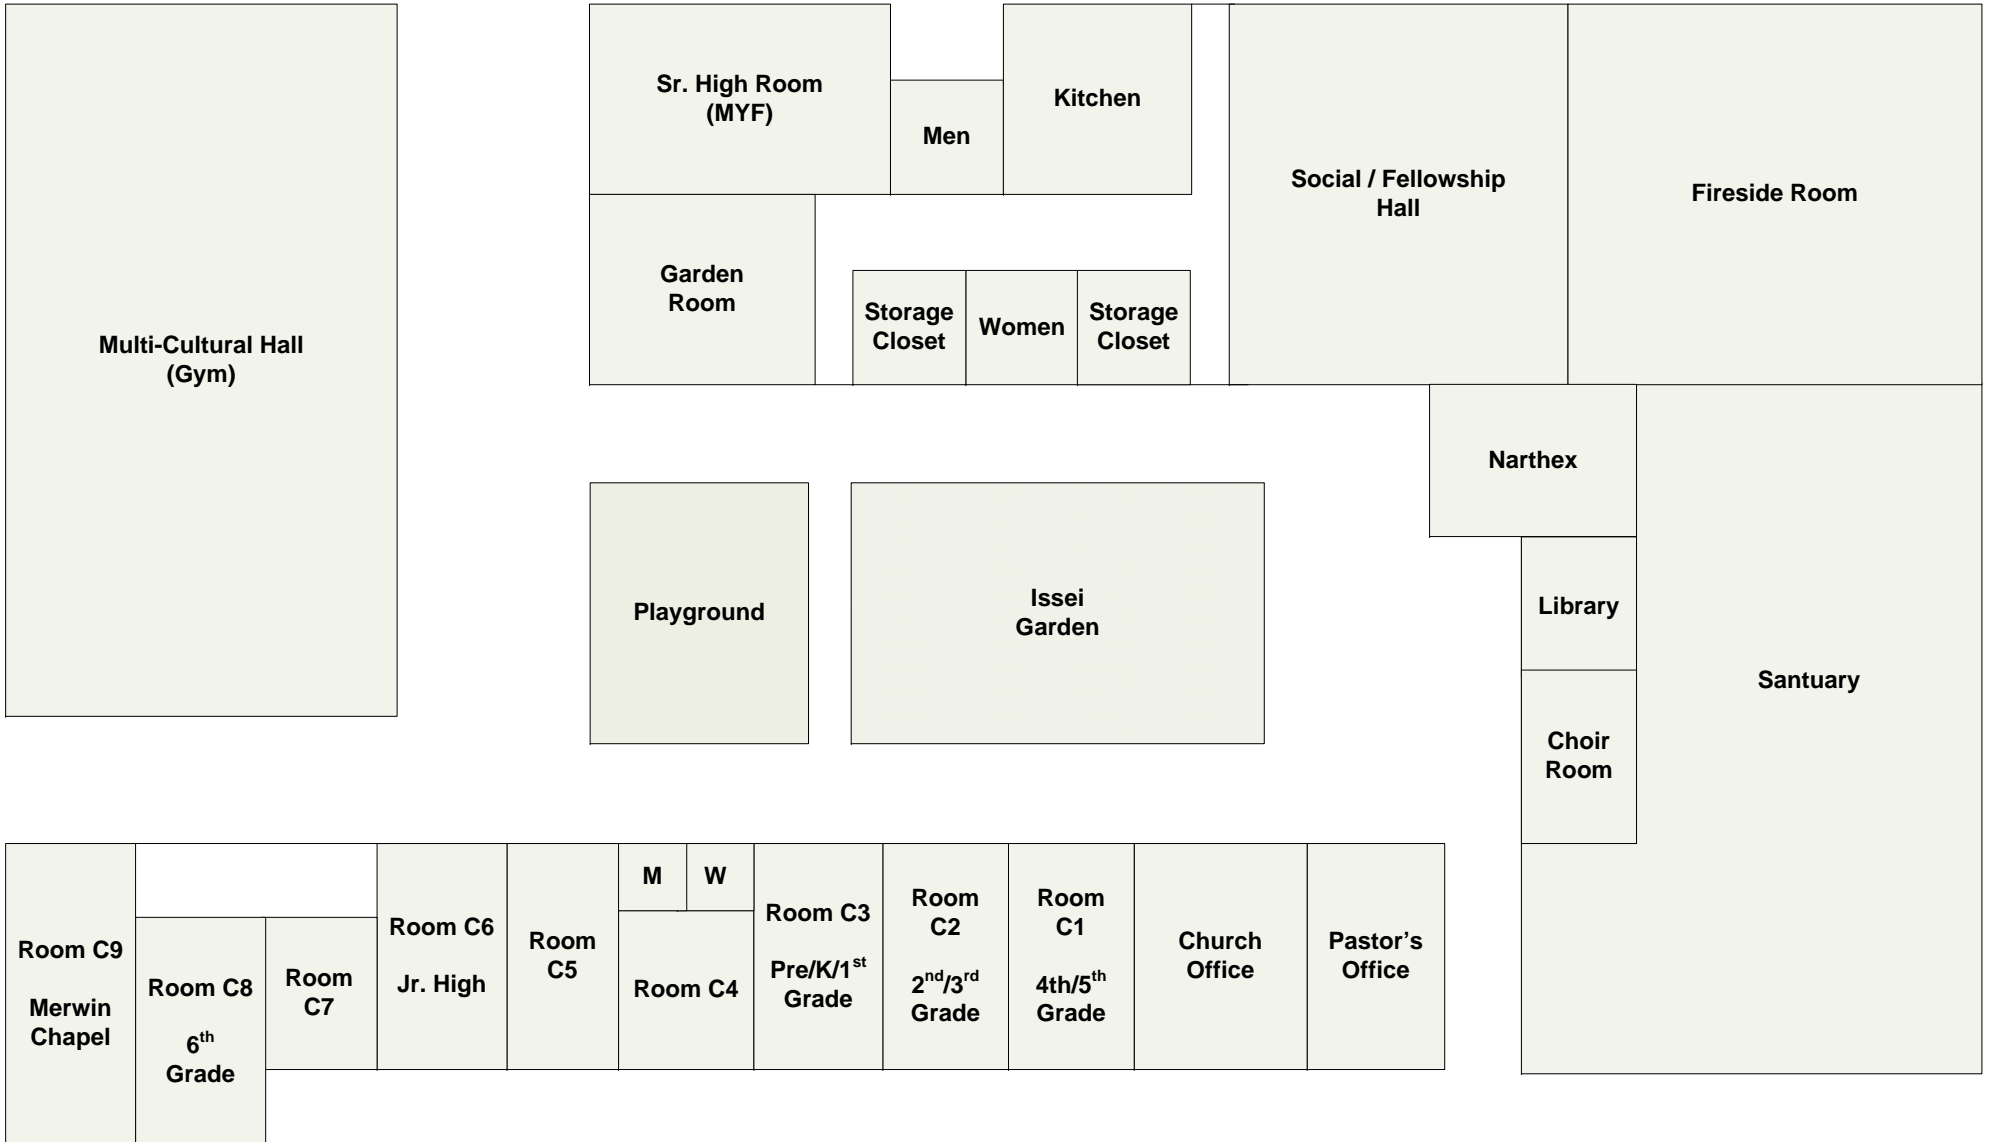 Multi-Cultural Hall
(Gym)
Sr. High Room
(MYF)
Men
Kitchen
Social / Fellowship
Hall
Fireside Room
Garden
Room
Storage
Closet
Women
Storage
Closet
Narthex
Playground
Issei
Garden
Library
Santuary
Choir
Room
Room C9
Merwin
Chapel
Room C8
6th
Grade
Room
C7
Room C6
Jr. High
Room
C5
M
W
Room C4
Room C3
Pre/K/1st
Grade
Room
C2
2nd/3rd
Grade
Room
C1
4th/5th
Grade
Church
Office
Pastor’s
Office